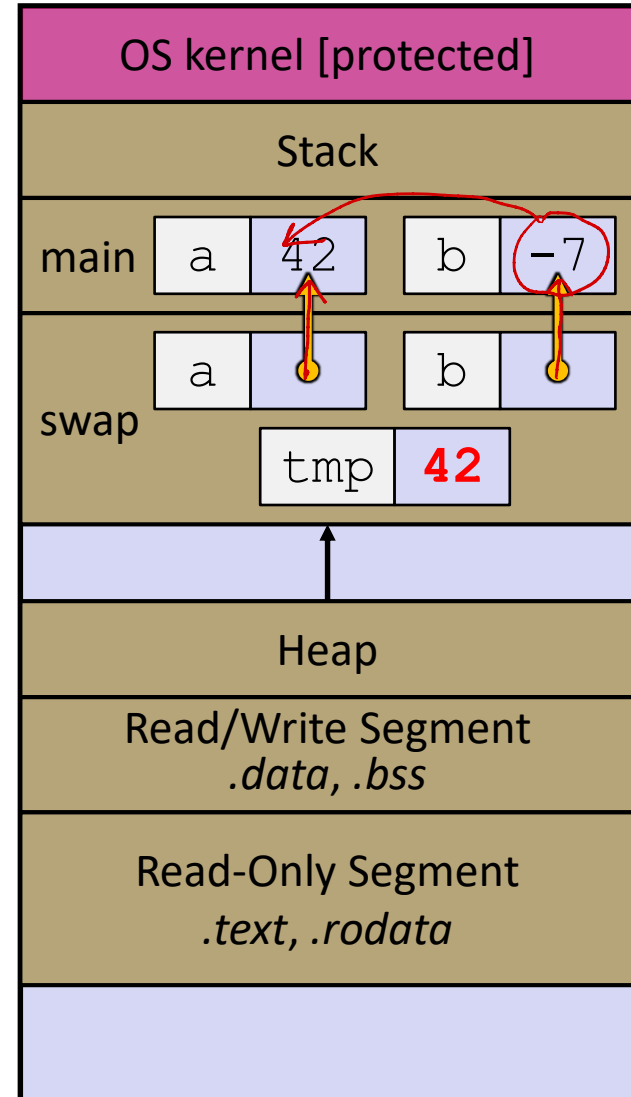 OS kernel [protected]
Stack
main a 42 b -7
swap a b
tmp 42
Heap
Read/Write Segment
.data, .bss
Read-Only Segment
.text, .rodata